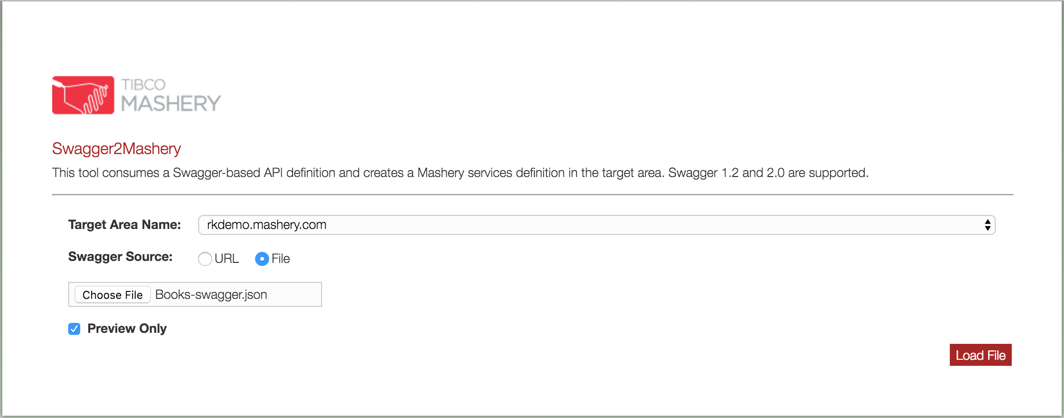 TIBCO
MASHERY
Swagger2Mashery
This tool consumes a Swagger-based API definition and creates a Mashery services definition in the target area. Swagger 1.2 and 2.0 are supported.
Target Area Name: rkdemo.mashery.com
Swagger Source: URL File
Choose File Books-swagger.json
Preview Only
Load File